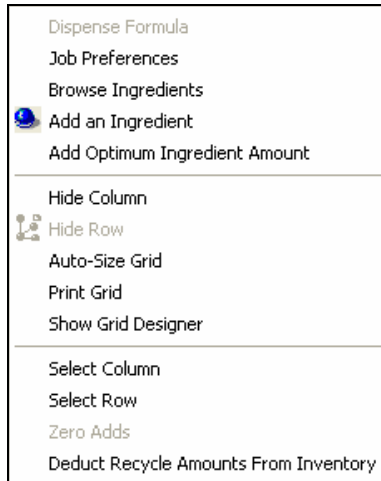 Dispense Formula
Job Preferences
Browse Ingredients
Add an Ingredient
Add Optimum Ingredient Amount
Hide Column
Hide Row
Auto-Size Grid
Print Grid
Show Grid Designer
Select Column
Select Row
Zero Adds
Deduct Recycle Amounts From Inventory